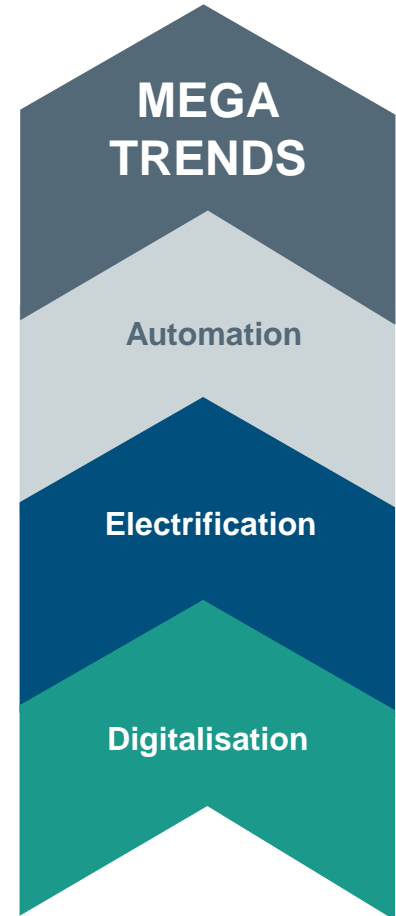 MEGA
TRENDS
Automation
Electrification
Digitalisation